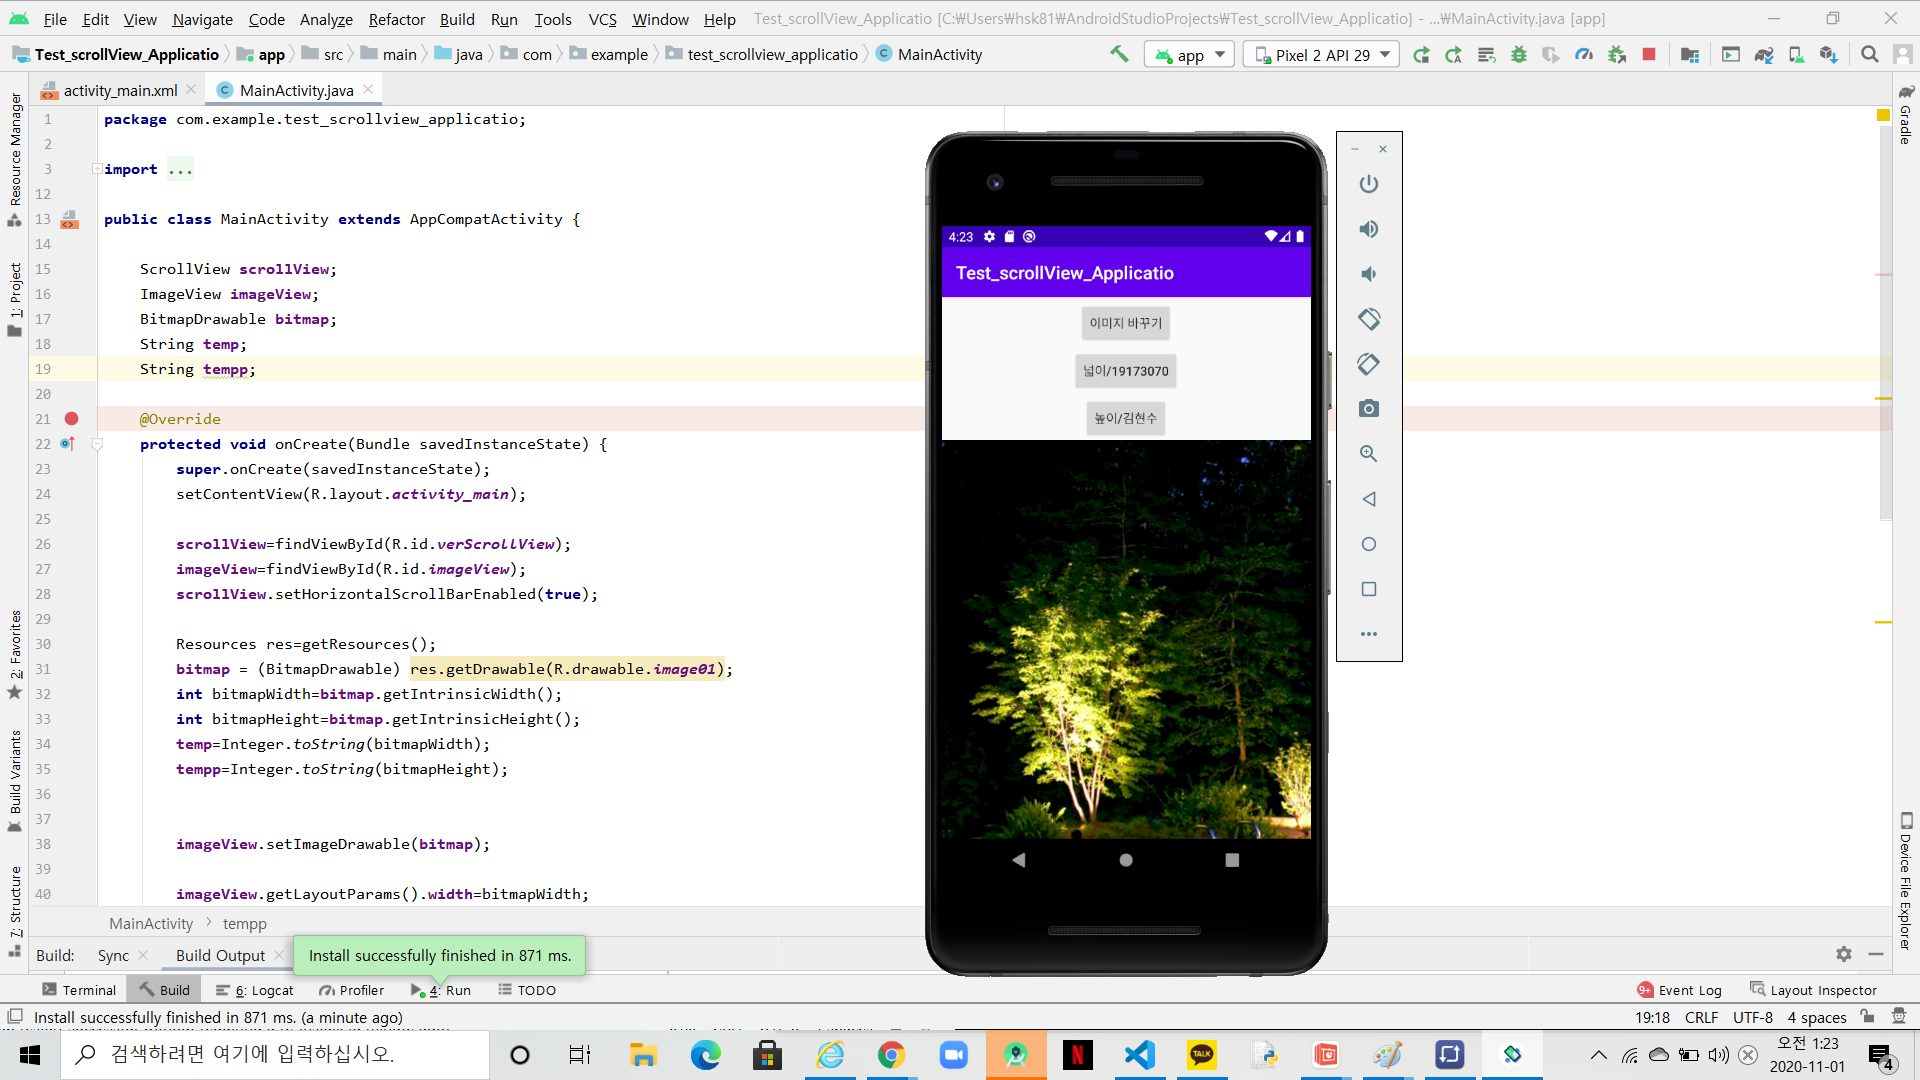 File Edit View Navigate Code Analyze Refactor Build Run Tools VCS Window Help Test_scrollView_Applicatio [C:₩Users₩hsk81₩AndroidStudioProjects₩Test_scrollView_Applicatio] - ...₩MainActivity.java [app]
Test_scrollView_Applicatio app src main java com example test_scrollview_applicatio MainActivity app Pixel 2 API 29
activity_main.xml MainActivity.java
1 package com.example.test_scrollview_applicatio;
2
3 import ...
12
13 public class MainActivity extends AppCompatActivity {
14
15 ScrollView scrollView;
16 ImageView imageView;
17 BitmapDrawable bitmap;
18 String temp;
19 String tempp;
20
21 @Override
22 protected void onCreate(Bundle savedInstanceState) {
23 super.onCreate(savedInstanceState);
24 setContentView(R.layout.activity_main);
25
26 scrollView=findViewById(R.id.verScrollView);
27 imageView=findViewById(R.id.imageView);
28 scrollView.setHorizontalScrollBarEnabled(true);
29
30 Resources res=getResources();
31 bitmap = (BitmapDrawable) res.getDrawable(R.drawable.image01);
32 int bitmapWidth=bitmap.getIntrinsicWidth();
33 int bitmapHeight=bitmap.getIntrinsicHeight();
34 temp=Integer.toString(bitmapWidth);
35 tempp=Integer.toString(bitmapHeight);
36
37
38 imageView.setImageDrawable(bitmap);
39
40 imageView.getLayoutParams().width=bitmapWidth;
MainActivity tempp
4:23
Test_scrollView_Applicatio
이미지 바꾸기
넓이/19173070
높이/김현수
Resource Manager
1: Project
2: Favorites
Build Variants
7: Structure
Gradle
Device File Explorer
Build: Sync Build Output
Install successfully finished in 871 ms.
Terminal Build 6: Logcat Profiler 4: Run TODO 9+ Event Log Layout Inspector
Install successfully finished in 871 ms. (a minute ago) 19:18 CRLF UTF-8 4 spaces
검색하려면 여기에 입력하십시오.
N
TALK
오전 1:23
2020-11-01
4